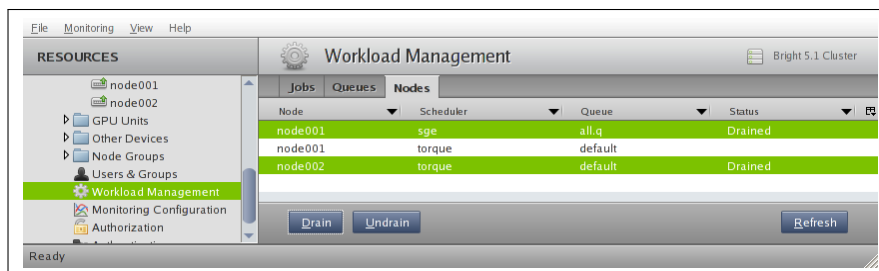 File Monitoring View Help
RESOURCES
Workload Management
Bright 5.1 Cluster
node001
node002
GPU Units
Other Devices
Node Groups
Users & Groups
Workload Management
Monitoring Configuration
Authorization
Jobs Queues Nodes
Node Scheduler Queue Status
node001 sge all.q Drained
node001 torque default
node002 torque default Drained
Drain Undrain Refresh
Ready